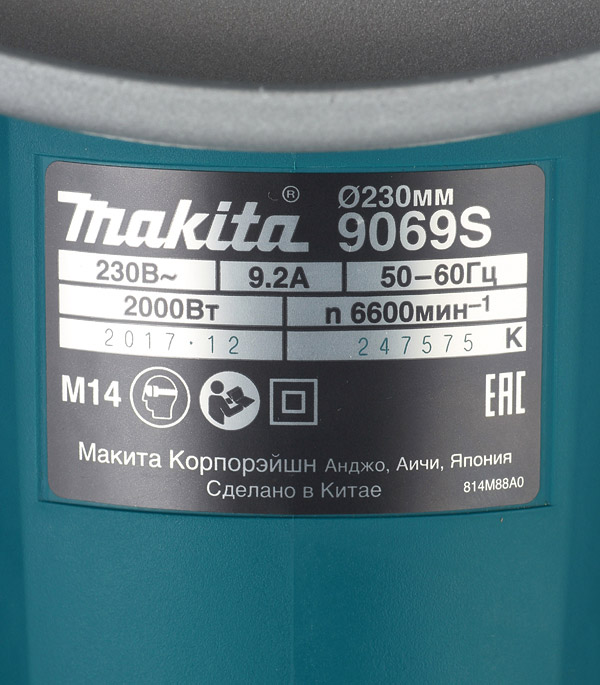 makita ® Ø230мм
9069S
230В~ 9.2А 50–60Гц
2000Вт n 6600мин⁻¹
2017·12 247575 K
M14 EAC
Макита Корпорэйшн Анджо, Аичи, Япония
Сделано в Китае 814M88A0